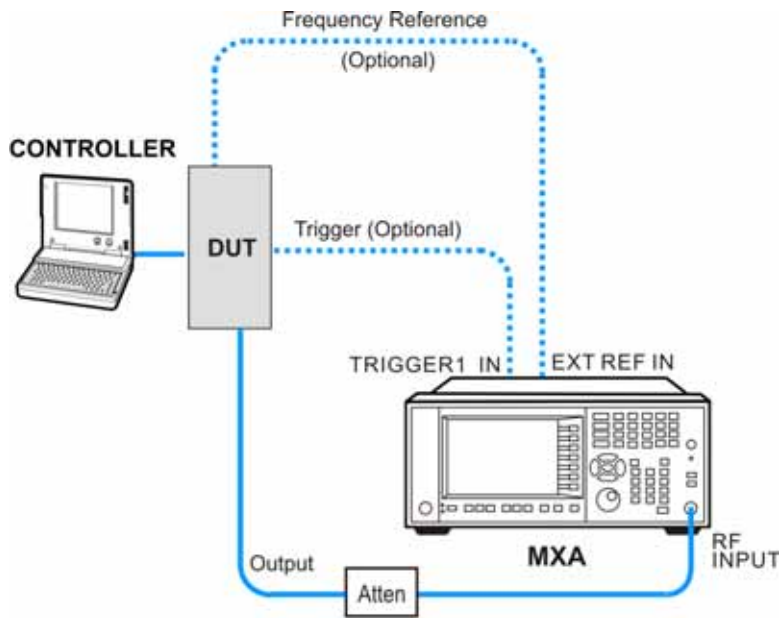 Frequency Reference
(Optional)
CONTROLLER
DUT
Trigger (Optional)
TRIGGER1 IN
EXT REF IN
Output
Atten
MXA
RF
INPUT